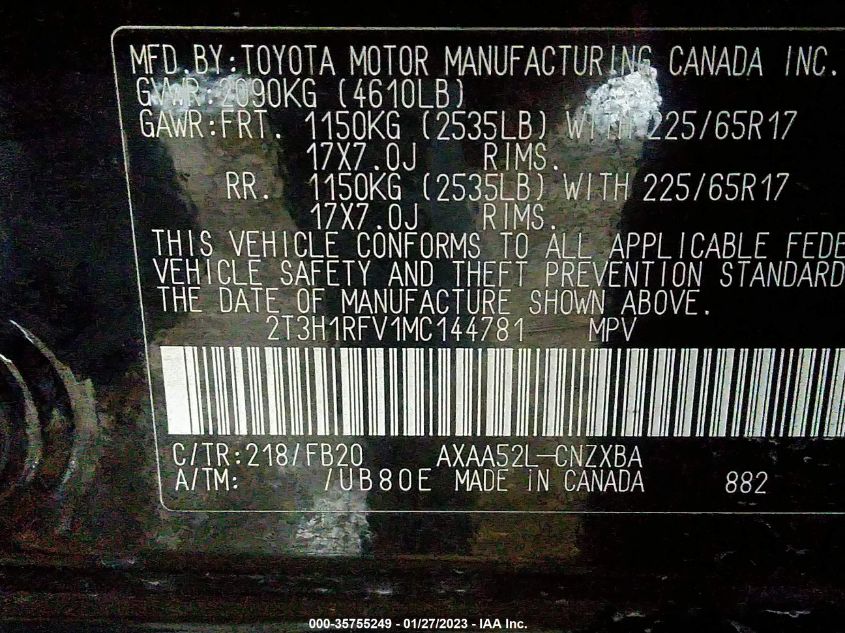 MFD.BY:TOYOTA MOTOR MANUFACTURING CANADA INC.
GVWR:2090KG (4610LB)
GAWR:FRT. 1150KG (2535LB) WITH 225/65R17
17X7.0J RIMS.
RR. 1150KG (2535LB) WITH 225/65R17
17X7.0J RIMS.
THIS VEHICLE CONFORMS TO ALL APPLICABLE FEDE
VEHICLE SAFETY AND THEFT PREVENTION STANDARD
THE DATE OF MANUFACTURE SHOWN ABOVE.
2T3H1RFV1MC144781 MPV
C/TR:218/FB20 AXAA52L-CNZXBA
A/TM: /UB80E MADE IN CANADA 882
000-35755249 - 01/27/2023 - IAA Inc.